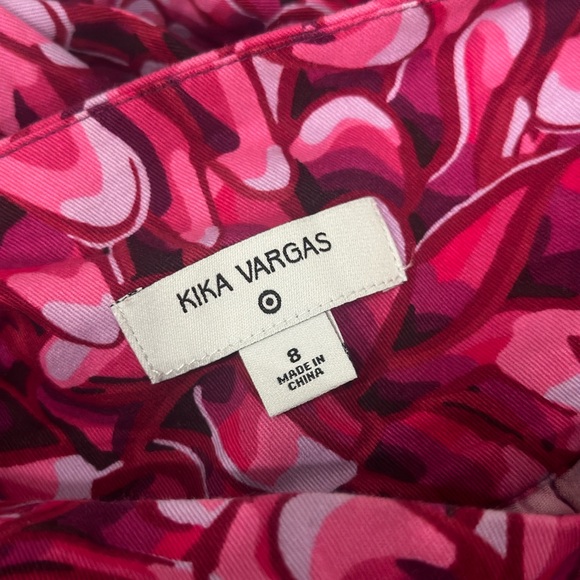 KIKA VARGAS
8
MADE IN
CHINA